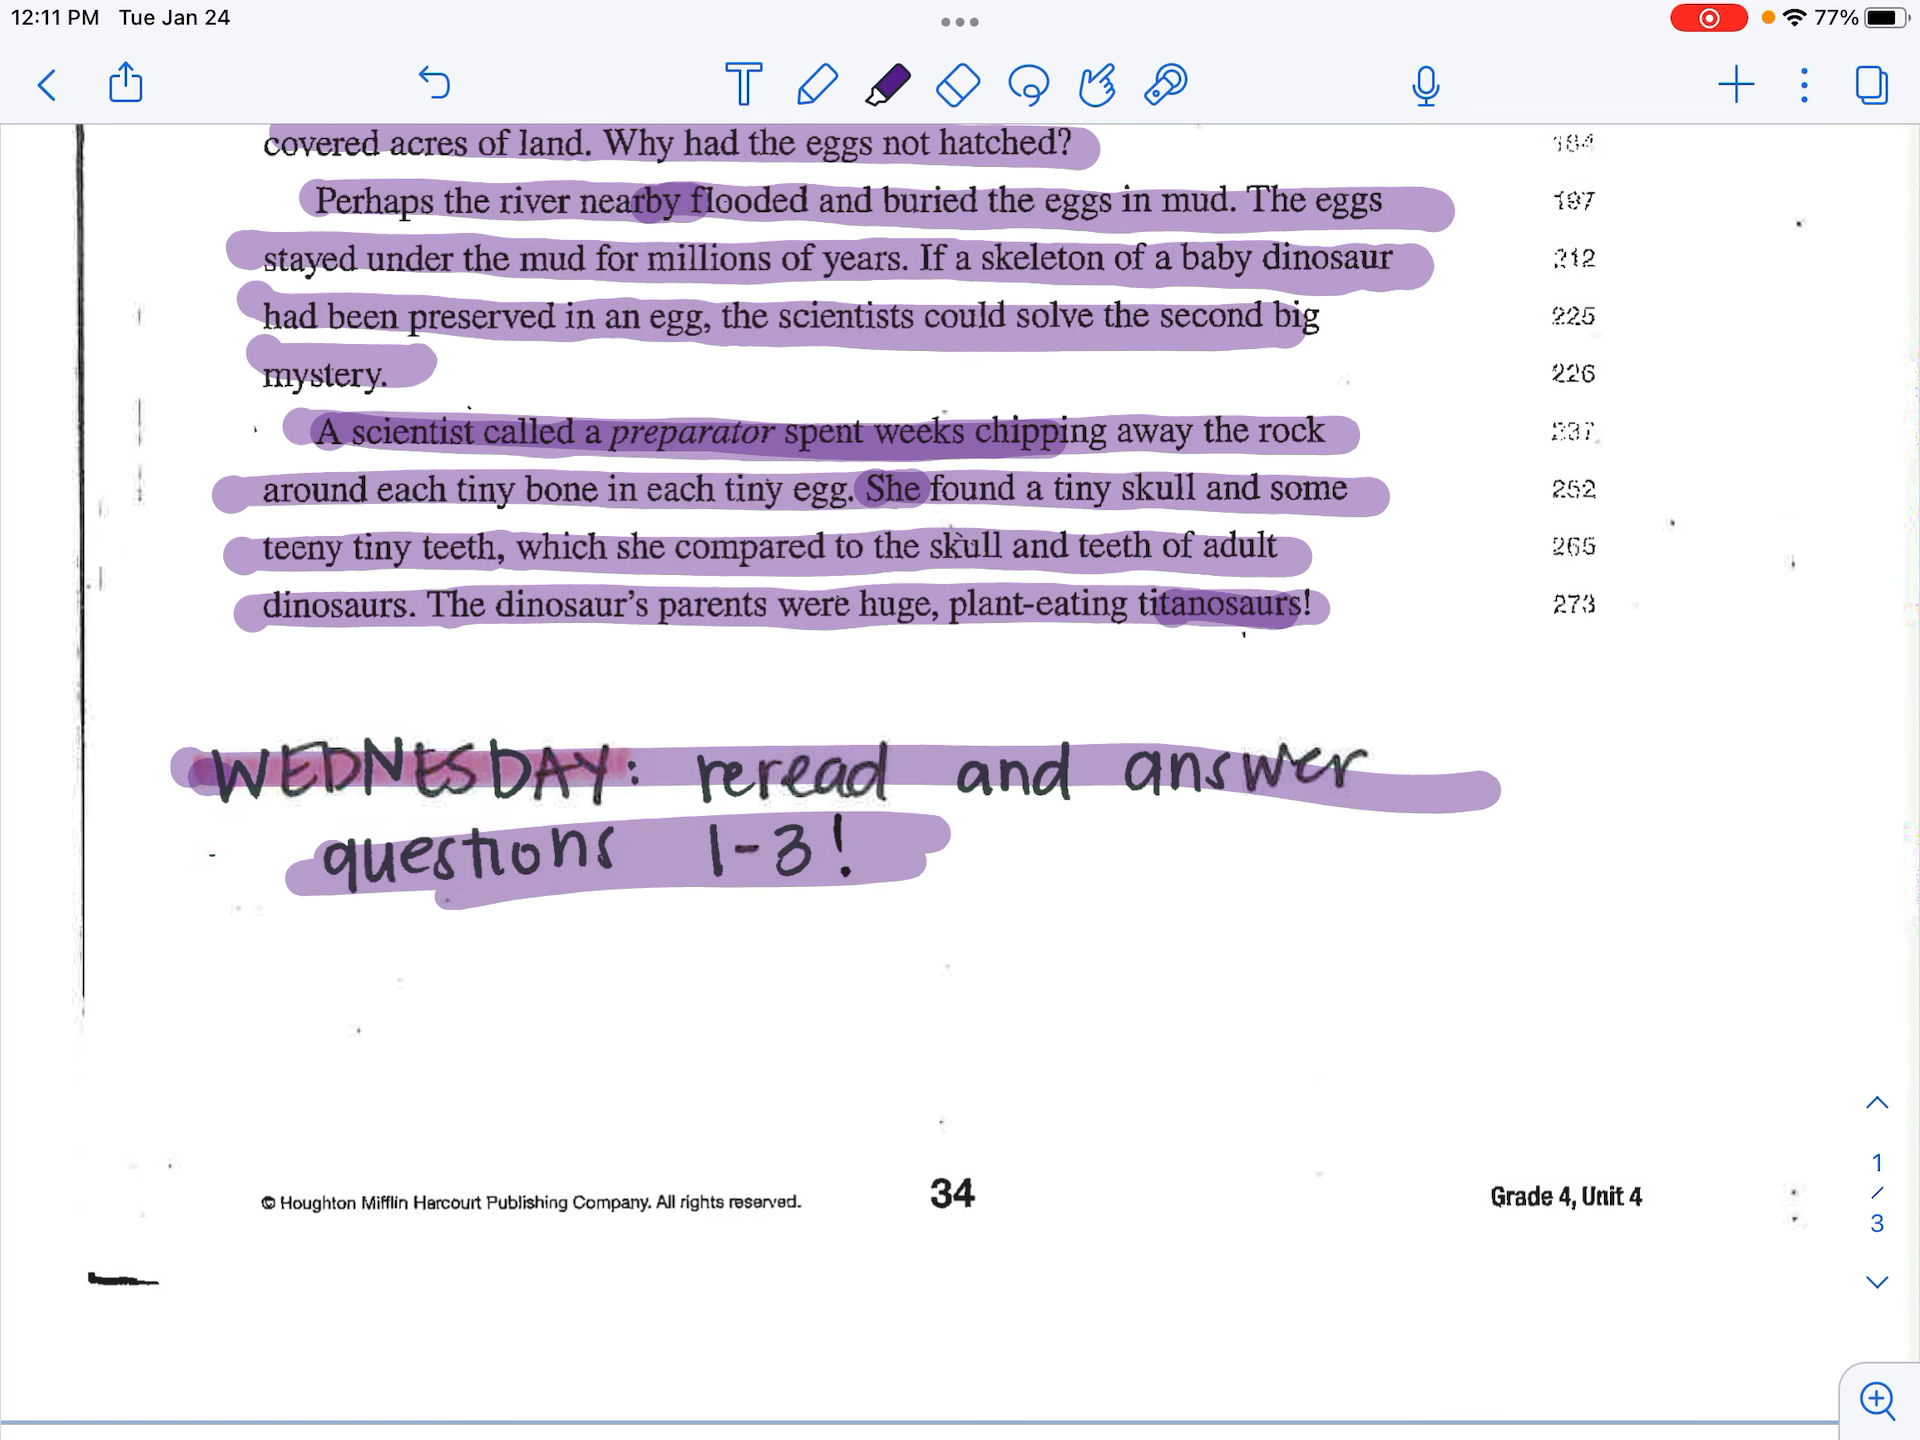 12:11 PM Tue Jan 24
77%
covered acres of land. Why had the eggs not hatched? 184
Perhaps the river nearby flooded and buried the eggs in mud. The eggs 197
stayed under the mud for millions of years. If a skeleton of a baby dinosaur 212
had been preserved in an egg, the scientists could solve the second big 225
mystery. 226
A scientist called a preparator spent weeks chipping away the rock 237
around each tiny bone in each tiny egg. She found a tiny skull and some 252
teeny tiny teeth, which she compared to the skull and teeth of adult 265
dinosaurs. The dinosaur's parents were huge, plant-eating titanosaurs! 273
WEDNESDAY: reread and answer
questions 1-3!
© Houghton Mifflin Harcourt Publishing Company. All rights reserved. 34 Grade 4, Unit 4
1
/
3